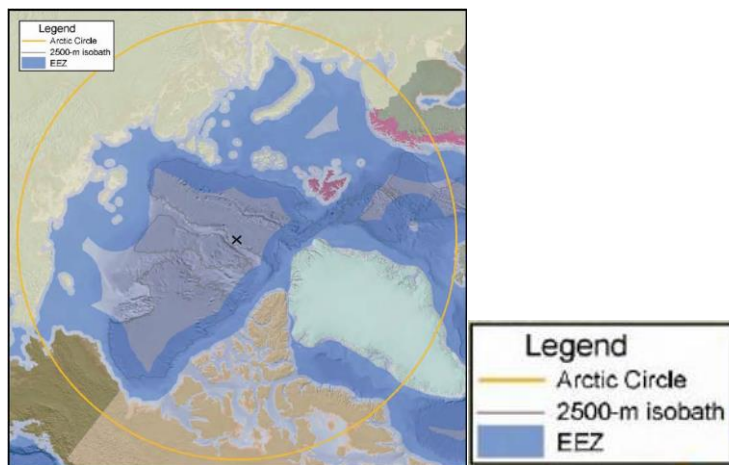 Legend
Arctic Circle
2500-m isobath
EEZ
Legend
Arctic Circle
2500-m isobath
EEZ